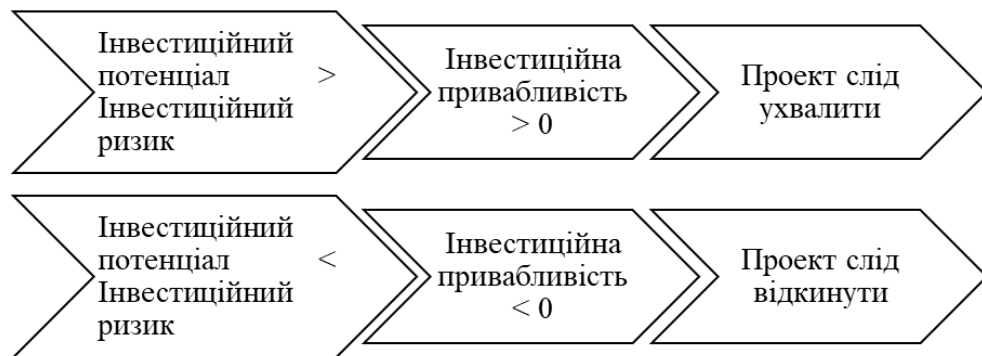 Інвестиційний
потенціал >
Інвестиційний
ризик
Інвестиційна
привабливість
> 0
Проект слід
ухвалити
Інвестиційний
потенціал <
Інвестиційний
ризик
Інвестиційна
привабливість
< 0
Проект слід
відкинути